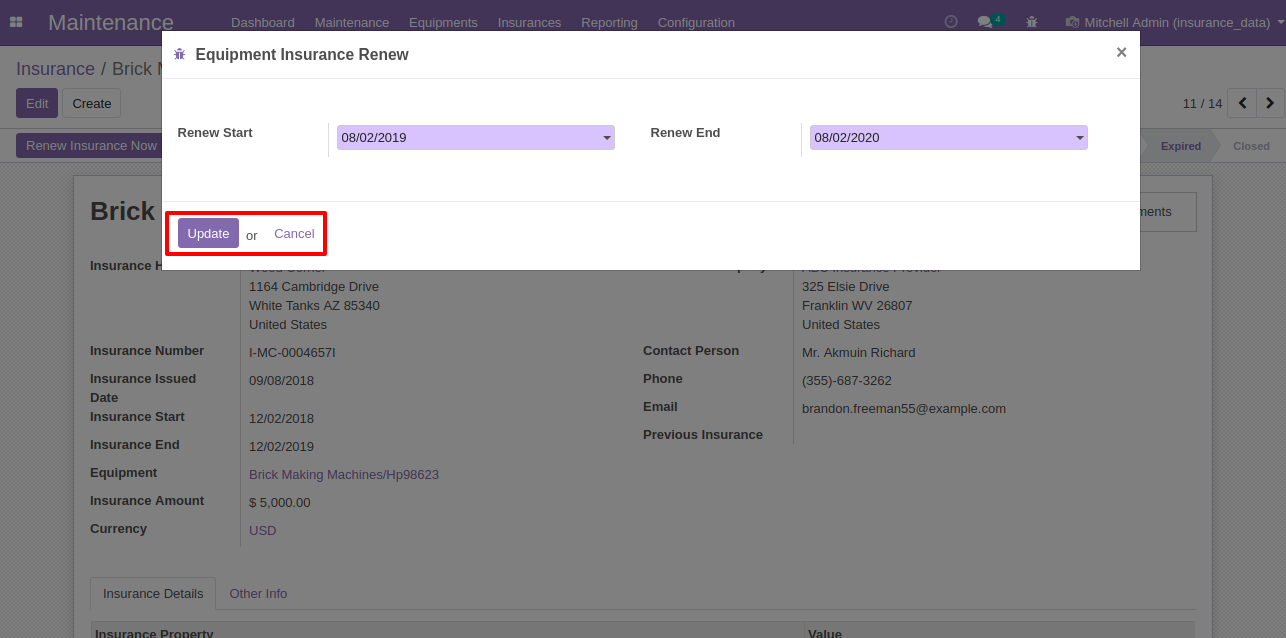 Maintenance Dashboard Maintenance Equipments Insurances Reporting Configuration 4 Mitchell Admin (insurance_data)
Equipment Insurance Renew ×
Insurance / Brick
Edit Create 11 / 14
Renew Start 08/02/2019 Renew End 08/02/2020
Renew Insurance Now Expired Closed
Brick
Update or Cancel
Insurance
1164 Cambridge Drive 325 Elsie Drive
White Tanks AZ 85340 Franklin WV 26807
United States United States
Insurance Number I-MC-0004657I Contact Person Mr. Akmuin Richard
Insurance Issued Date 09/08/2018 Phone (355)-687-3262
Insurance Start 12/02/2018 Email brandon.freeman55@example.com
Insurance End 12/02/2019 Previous Insurance
Equipment Brick Making Machines/Hp98623
Insurance Amount $ 5,000.00
Currency USD
Insurance Details Other Info
Insurance Property Value